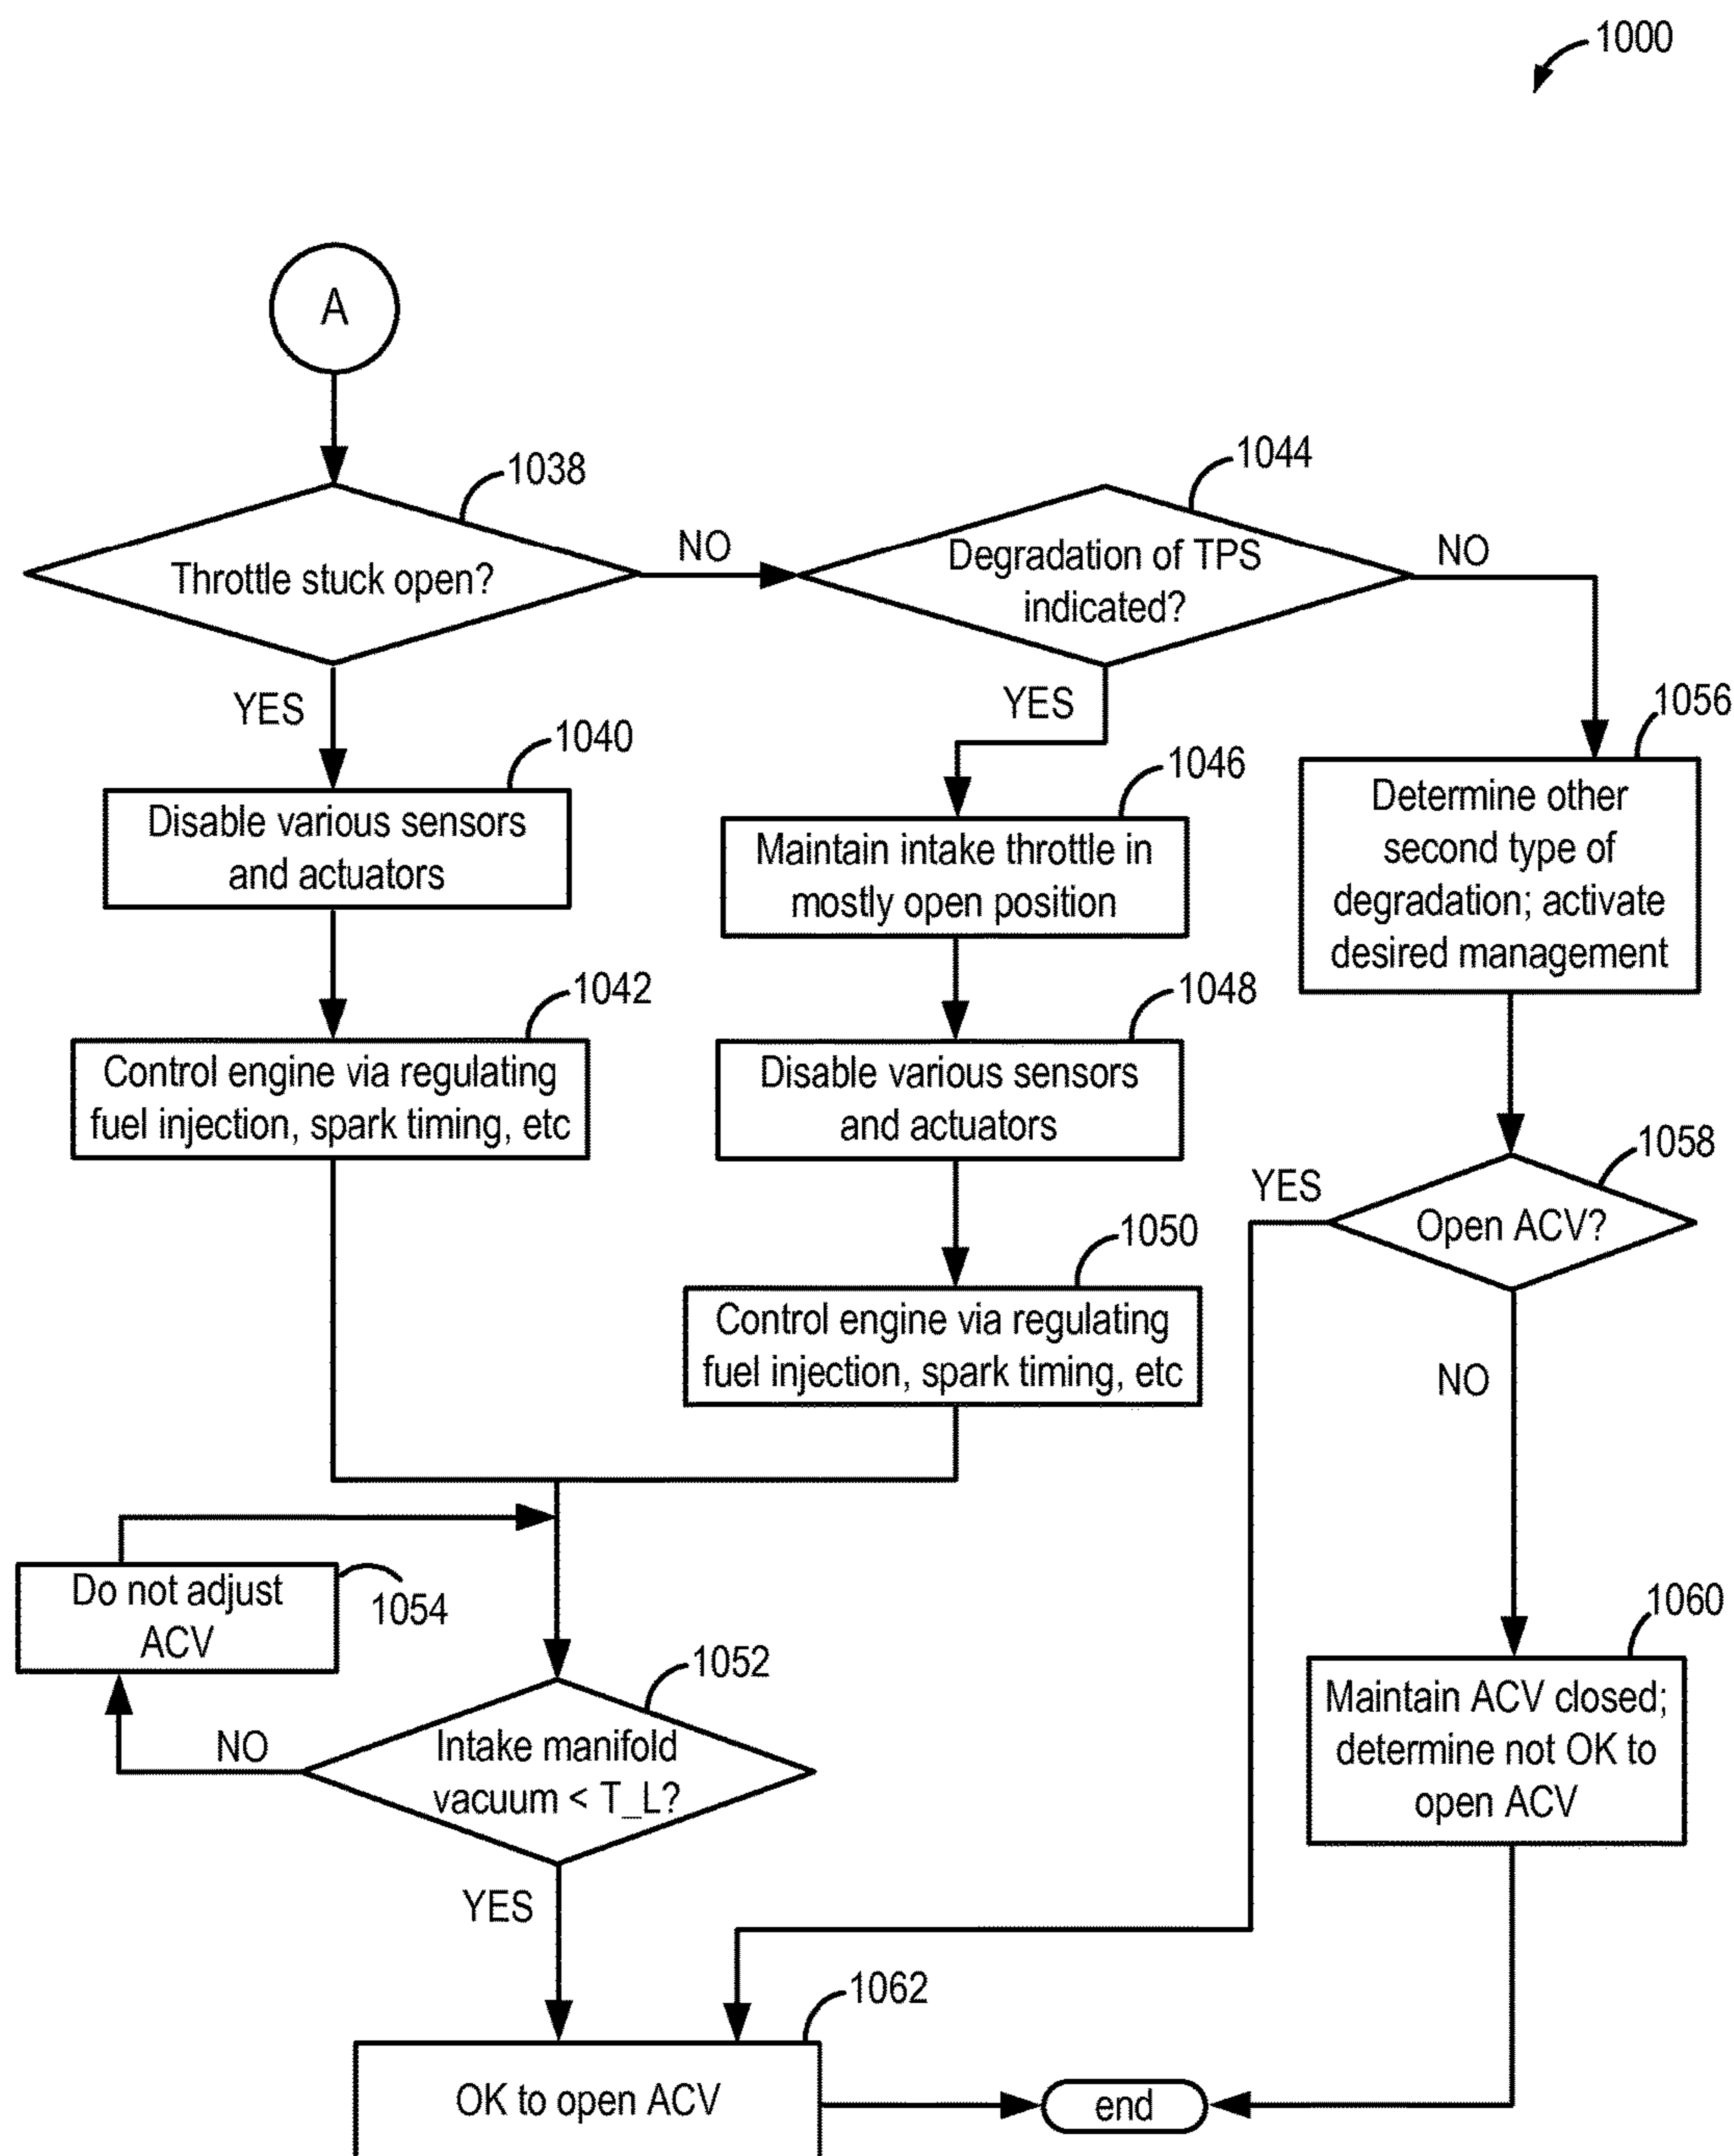 1000
A
1038
Throttle stuck open?
NO
1044
Degradation of TPS
indicated?
NO
YES
1040
Disable various sensors
and actuators
YES
1046
Maintain intake throttle in
mostly open position
1056
Determine other
second type of
degradation; activate
desired management
1042
Control engine via regulating
fuel injection, spark timing, etc
1048
Disable various sensors
and actuators
1058
Open ACV?
YES
NO
1050
Control engine via regulating
fuel injection, spark timing, etc
Do not adjust
ACV
1054
1052
Intake manifold
vacuum < T_L?
NO
YES
1060
Maintain ACV closed;
determine not OK to
open ACV
1062
OK to open ACV
end